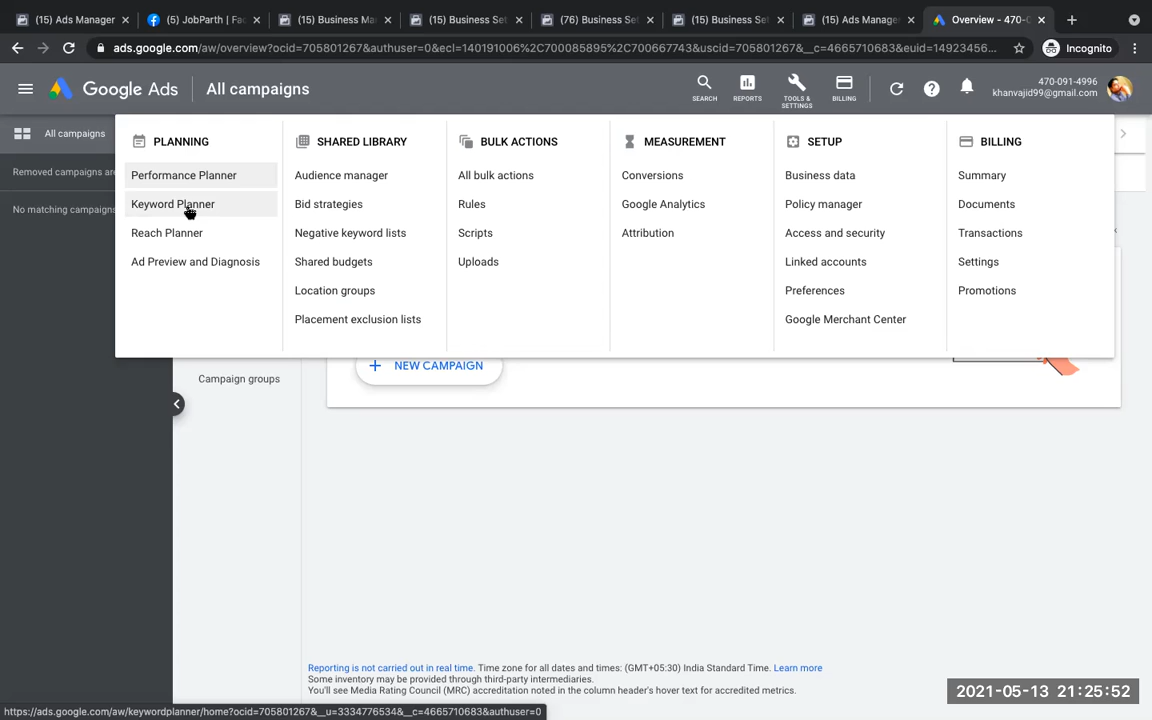 (15) Ads Manager
(5) JobParth | Fac
(15) Business Ma
(15) Business Set
(76) Business Set
(15) Business Set
(15) Ads Manage
Overview - 470-0
ads.google.com/aw/overview?ocid=705801267&authuser=0&ecl=140191006%2C700085895%2C700667743&uscid=705801267&__c=4665710683&euid=14923456...
Incognito
Google Ads
All campaigns
SEARCH
REPORTS
TOOLS &
SETTINGS
BILLING
470-091-4996
khanvajid99@gmail.com
All campaigns
Removed campaigns are
No matching campaigns
PLANNING
Performance Planner
Keyword Planner
Reach Planner
Ad Preview and Diagnosis
SHARED LIBRARY
Audience manager
Bid strategies
Negative keyword lists
Shared budgets
Location groups
Placement exclusion lists
BULK ACTIONS
All bulk actions
Rules
Scripts
Uploads
MEASUREMENT
Conversions
Google Analytics
Attribution
SETUP
Business data
Policy manager
Access and security
Linked accounts
Preferences
Google Merchant Center
BILLING
Summary
Documents
Transactions
Settings
Promotions
+ NEW CAMPAIGN
Campaign groups
Reporting is not carried out in real time. Time zone for all dates and times: (GMT+05:30) India Standard Time. Learn more
Some inventory may be provided through third-party intermediaries.
You'll see Media Rating Council (MRC) accreditation noted in the column header's hover text for accredited metrics.
2021-05-13 21:25:52
https://ads.google.com/aw/keywordplanner/home?ocid=705801267&__u=3334776534&__c=4665710683&authuser=0